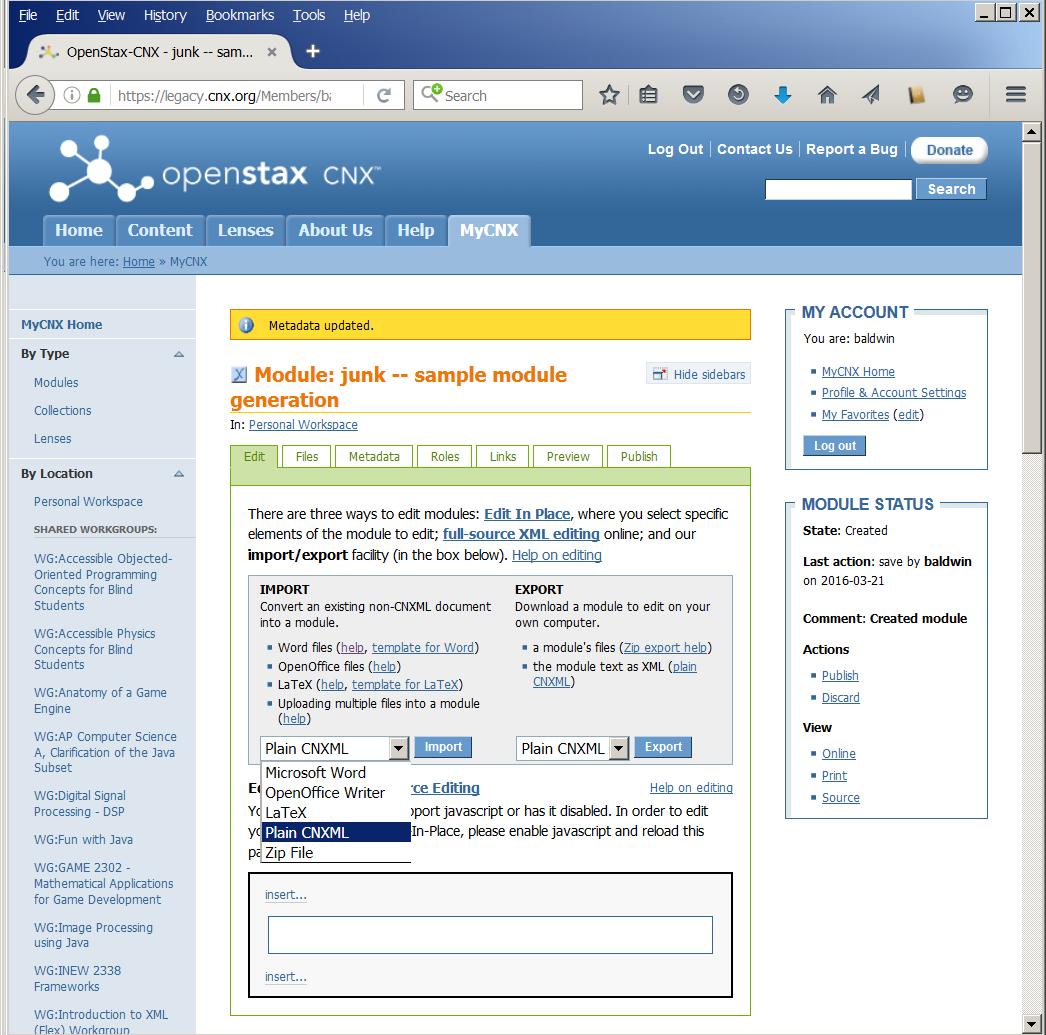 File Edit View History Bookmarks Tools Help
OpenStax-CNX - junk -- sam...
https://legacy.cnx.org/Members/ba
Search
openstax CNX™
Log Out | Contact Us | Report a Bug | Donate
Search
Home Content Lenses About Us Help MyCNX
You are here: Home » MyCNX
MyCNX Home
By Type
Modules
Collections
Lenses
By Location
Personal Workspace
SHARED WORKGROUPS:
WG:Accessible Objected-
Oriented Programming
Concepts for Blind
Students
WG:Accessible Physics
Concepts for Blind
Students
WG:Anatomy of a Game
Engine
WG:AP Computer Science
A, Clarification of the Java
Subset
WG:Digital Signal
Processing - DSP
WG:Fun with Java
WG:GAME 2302 -
Mathematical Applications
for Game Development
WG:Image Processing
using Java
WG:INEW 2338
Frameworks
WG:Introduction to XML
(Flex) Workgroup
Metadata updated.
Module: junk -- sample module
generation
Hide sidebars
In: Personal Workspace
Edit Files Metadata Roles Links Preview Publish
There are three ways to edit modules: Edit In Place, where you select specific
elements of the module to edit; full-source XML editing online; and our
import/export facility (in the box below). Help on editing
IMPORT
Convert an existing non-CNXML document
into a module.
Word files (help, template for Word)
OpenOffice files (help)
LaTeX (help, template for LaTeX)
Uploading multiple files into a module
(help)
Plain CNXML Import
Microsoft Word
OpenOffice Writer
LaTeX
Plain CNXML
Zip File
EXPORT
Download a module to edit on your
own computer.
a module's files (Zip export help)
the module text as XML (plain
CNXML)
Plain CNXML Export
ce Editing Help on editing
pport javascript or has it disabled. In order to edit
-In-Place, please enable javascript and reload this
insert...
insert...
MY ACCOUNT
You are: baldwin
MyCNX Home
Profile & Account Settings
My Favorites (edit)
Log out
MODULE STATUS
State: Created
Last action: save by baldwin
on 2016-03-21
Comment: Created module
Actions
Publish
Discard
View
Online
Print
Source